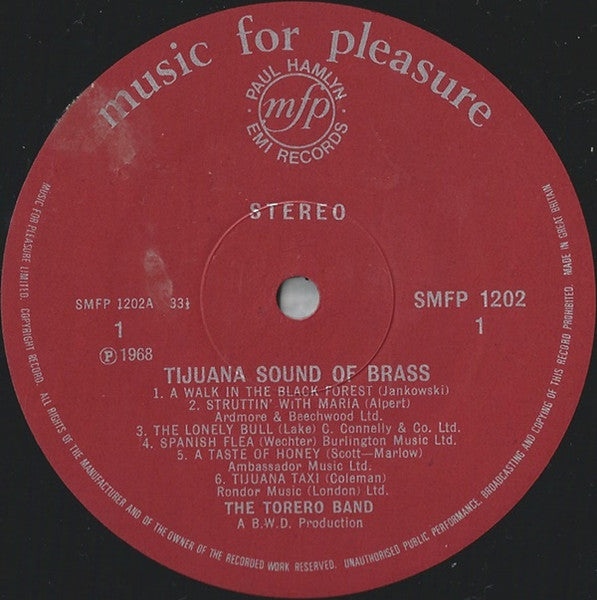 music for pleasure
PAUL HAMLYN
mfp
EMI RECORDS
STEREO
SMFP 1202A 33⅓
1
℗ 1968
SMFP 1202
1
TIJUANA SOUND OF BRASS
1. A WALK IN THE BLACK FOREST (Jankowski)
2. STRUTTIN' WITH MARIA (Alpert)
Ardmore & Beechwood Ltd.
3. THE LONELY BULL (Lake) C. Connelly & Co. Ltd.
4. SPANISH FLEA (Wechter) Burlington Music Ltd.
5. A TASTE OF HONEY (Scott—Marlow)
Ambassador Music Ltd.
6. TIJUANA TAXI (Coleman)
Rondor Music (London) Ltd.
THE TORERO BAND
A B.W.D. Production
MUSIC FOR PLEASURE LIMITED. COPYRIGHT RECORD. ALL RIGHTS OF THE MANUFACTURER AND OF THE OWNER OF THE RECORDED WORK RESERVED. UNAUTHORISED PUBLIC PERFORMANCE, BROADCASTING AND COPYING OF THIS RECORD PROHIBITED. MADE IN GREAT BRITAIN